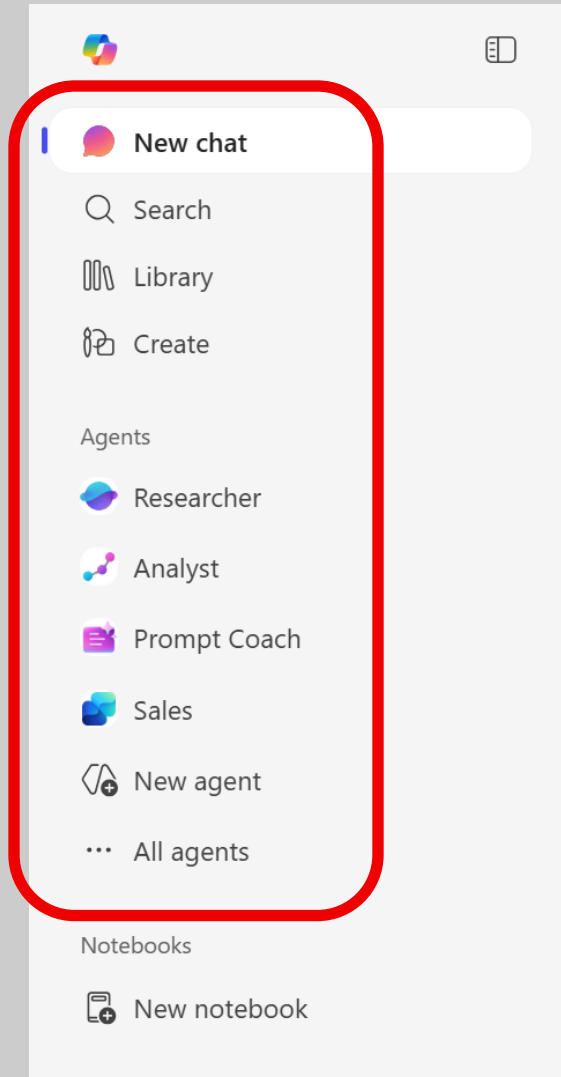 New chat
Search
Library
Create
Agents
Researcher
Analyst
Prompt Coach
Sales
New agent
All agents
Notebooks
New notebook